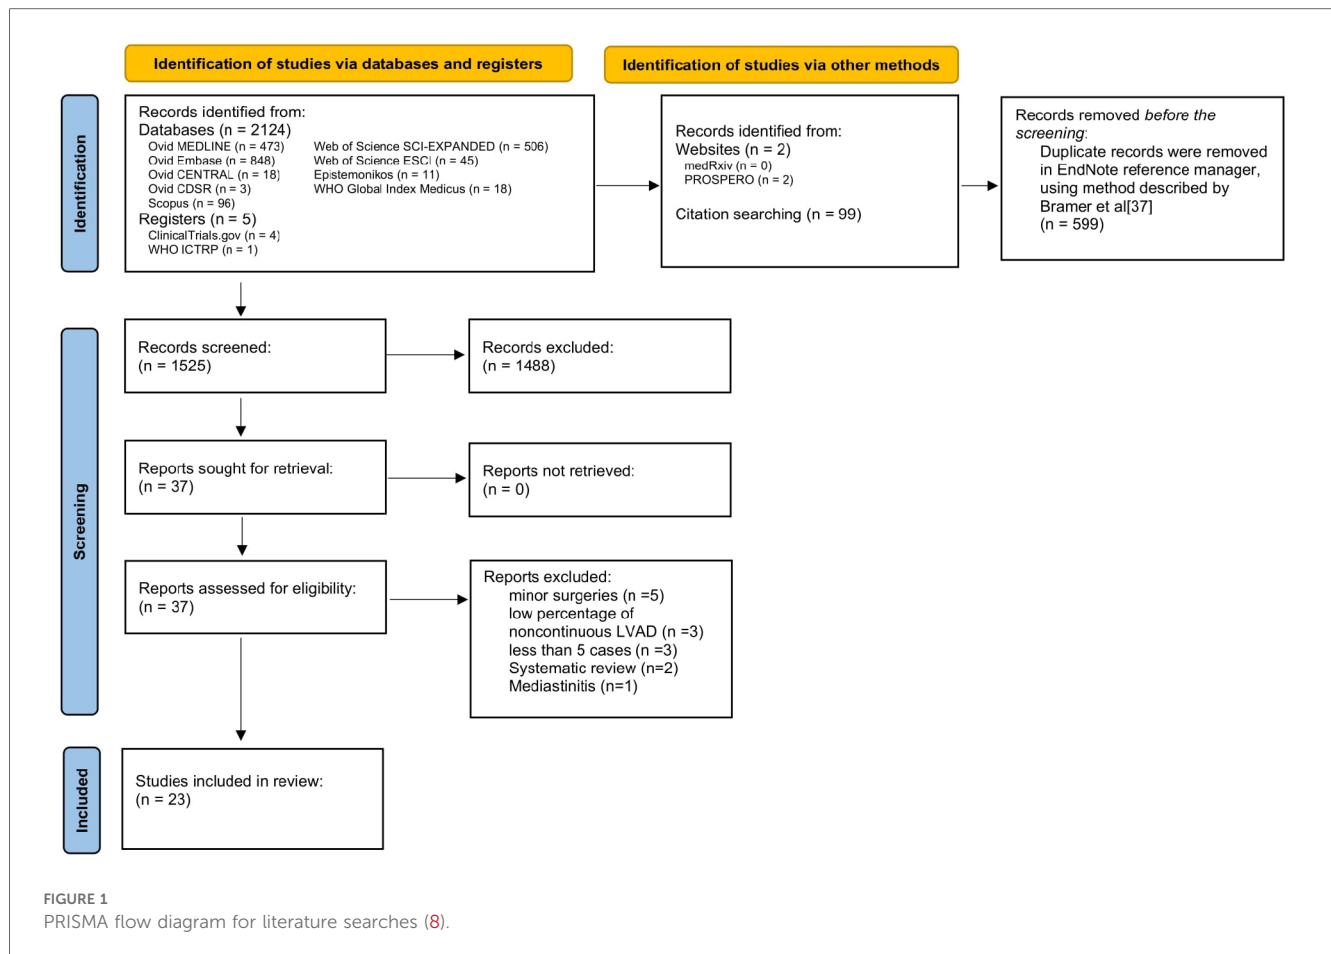 Identification of studies via databases and registers
Identification of studies via other methods
Identification
Records identified from:
Databases (n = 2124)
Ovid MEDLINE (n = 473)
Ovid Embase (n = 848)
Ovid CENTRAL (n = 18)
Ovid CDSR (n = 3)
Scopus (n = 96)
Web of Science SCI-EXPANDED (n = 506)
Web of Science ESCI (n = 45)
Epistemonikos (n = 11)
WHO Global Index Medicus (n = 18)
Registers (n = 5)
ClinicalTrials.gov (n = 4)
WHO ICTRP (n = 1)
Records identified from:
Websites (n = 2)
medRxiv (n = 0)
PROSPERO (n = 2)
Citation searching (n = 99)
Records removed before the
screening:
Duplicate records were removed
in EndNote reference manager,
using method described by
Bramer et al[37]
(n = 599)
Screening
Records screened:
(n = 1525)
Records excluded:
(n = 1488)
Reports sought for retrieval:
(n = 37)
Reports not retrieved:
(n = 0)
Reports assessed for eligibility:
(n = 37)
Reports excluded:
minor surgeries (n =5)
low percentage of
noncontinuous LVAD (n =3)
less than 5 cases (n =3)
Systematic review (n=2)
Mediastinitis (n=1)
Included
Studies included in review:
(n = 23)
FIGURE 1
PRISMA flow diagram for literature searches (8).